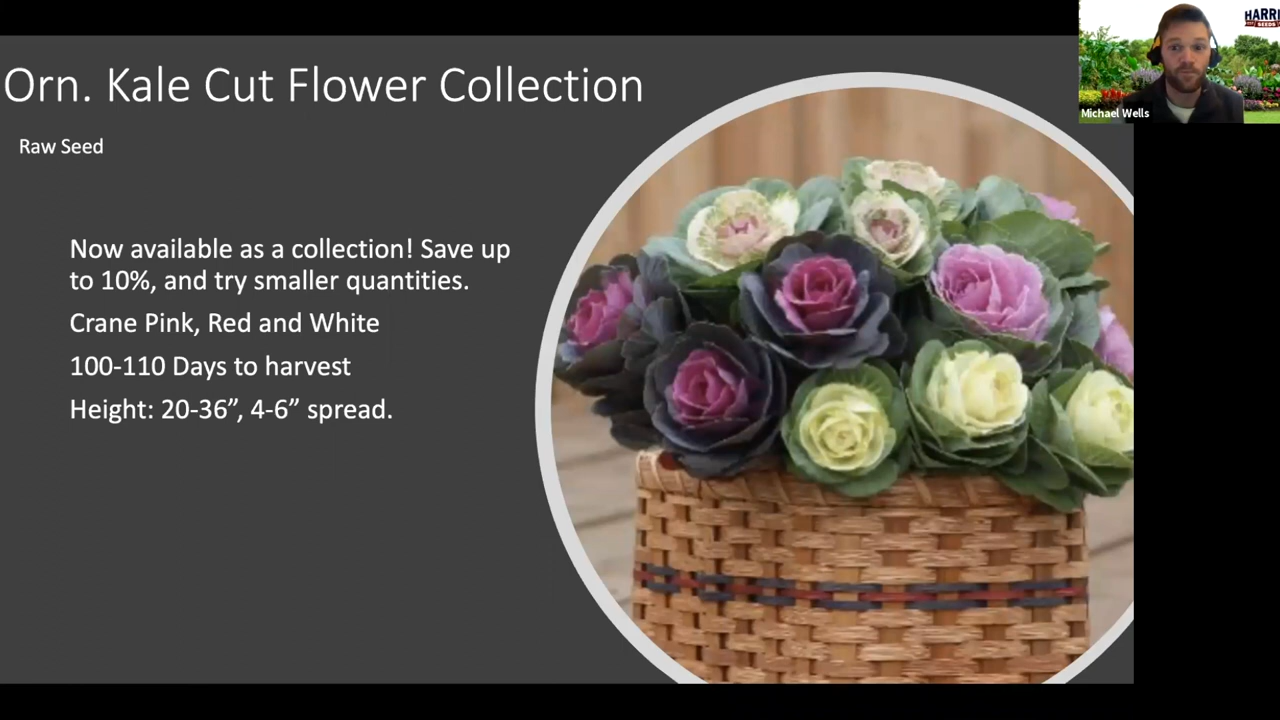 Orn. Kale Cut Flower Collection
Raw Seed
Now available as a collection! Save up
to 10%, and try smaller quantities.
Crane Pink, Red and White
100-110 Days to harvest
Height: 20-36”, 4-6” spread.
SEEDS
Michael Wells